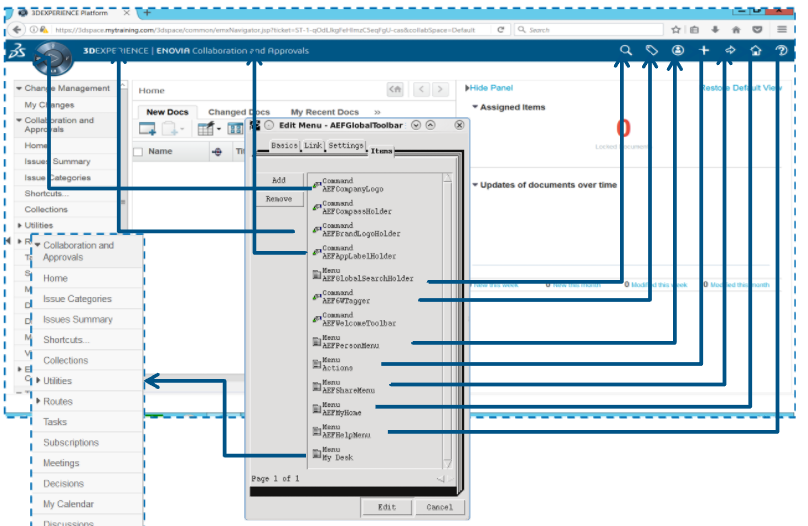 3DEXPERIENCE Platform
https://3dspace.mytraining.com/3dspace/common/emxNavigator.jsp?ticket=ST-1-
Search
3DEXPERIENCE | ENOVIA Collaboration and Approvals
Change Management
My Changes
Collaboration and
Approvals
Home
Issues Summary
Issue Categories
Shortcuts...
Collections
Utilities
Home
New Docs Changed Docs My Recent Docs »
Name
Hide Panel
Restore Default View
Assigned Items
0
Updates of documents over time
New this week 0 New this month 0 Modified this week 0 Modified this month
Edit Menu - AEFGlobalToolbar
Basics Link Settings Items
Add
Remove
Command
AEFCompanyLogo
Command
AEFCompassHolder
Command
AEFBrandLogoHolder
Command
AEFAppLabelHolder
Menu
AEFGlobalSearchHolder
Command
AEF6WTagger
Command
AEFWelcomeToolbar
Menu
AEFPersonMenu
Menu
Actions
Menu
AEFShareMenu
Menu
AEFMyHome
Menu
AEFHelpMenu
Menu
My Desk
Page 1 of 1
Edit Cancel
Collaboration and
Approvals
Home
Issue Categories
Issues Summary
Shortcuts...
Collections
Utilities
Routes
Tasks
Subscriptions
Meetings
Decisions
My Calendar
Discussions